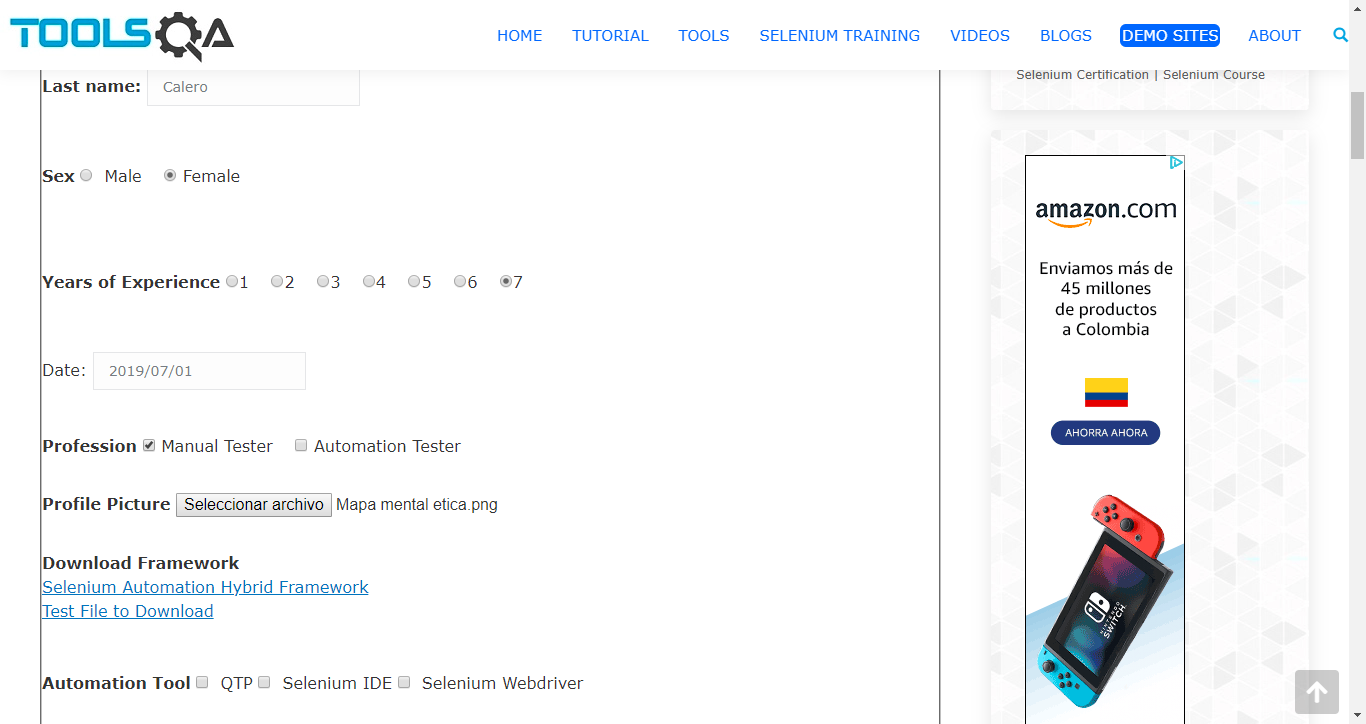 TOOLSQA
HOME TUTORIAL TOOLS SELENIUM TRAINING VIDEOS BLOGS DEMO SITES ABOUT
Last name: Calero
Sex Male Female
Years of Experience 1 2 3 4 5 6 7
Date: 2019/07/01
Profession Manual Tester Automation Tester
Profile Picture Seleccionar archivo Mapa mental etica.png
Download Framework
Selenium Automation Hybrid Framework
Test File to Download
Automation Tool QTP Selenium IDE Selenium Webdriver
Selenium Certification | Selenium Course
amazon.com
Enviamos más de
45 millones
de productos
a Colombia
AHORRA AHORA
NINTENDO
SWITCH